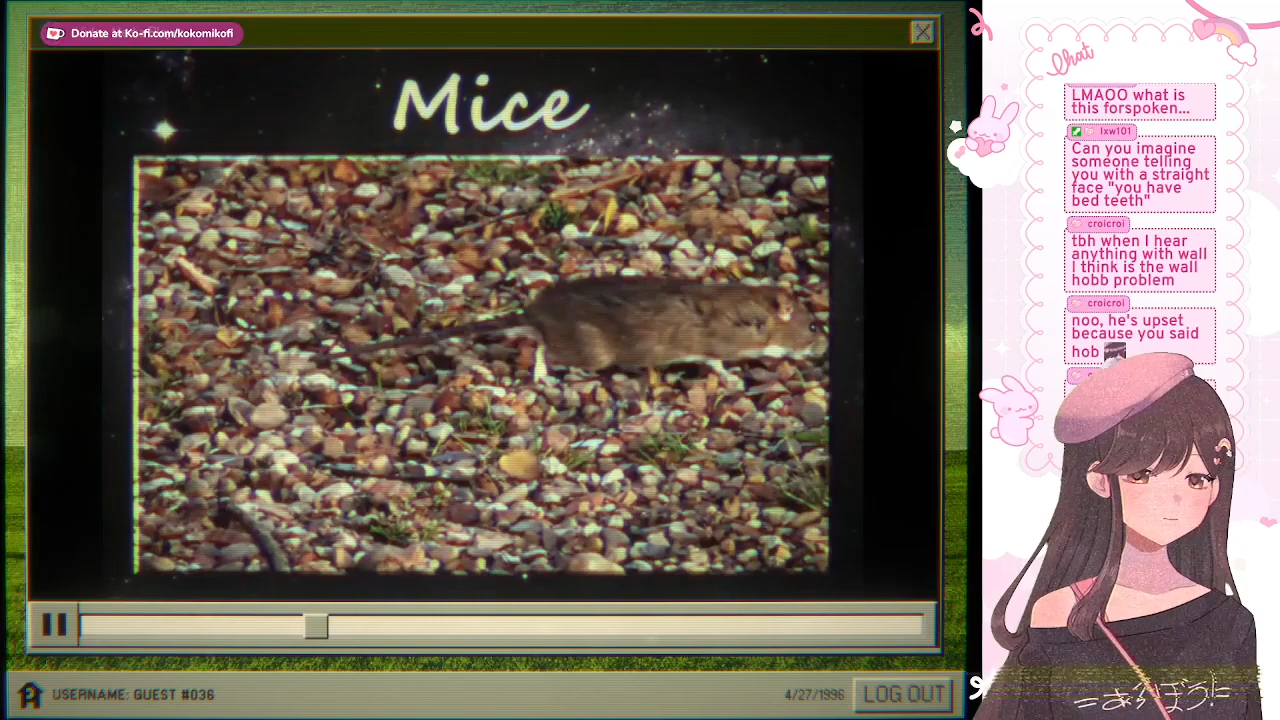 Donate at Ko-fi.com/kokomikofi
Mice
USERNAME: GUEST #036
4/27/1996
LOG OUT
Chat
LMAOO what is
this forspoken...
lxw101
Can you imagine
someone telling
you with a straight
face "you have
bed teeth"
croicroi
tbh when I hear
anything with wall
I think is the wall
hobb problem
croicroi
noo, he's upset
because you said
hob